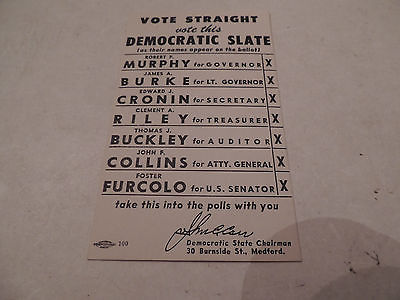 VOTE STRAIGHT
vote this
DEMOCRATIC SLATE
(as their names appear on the ballot)
ROBERT F.
MURPHY for GOVERNOR X
JAMES A.
BURKE for LT. GOVERNOR X
EDWARD J.
CRONIN for SECRETARY X
CLEMENT A.
RILEY for TREASURER X
THOMAS J.
BUCKLEY for AUDITOR X
JOHN F.
COLLINS for ATTY. GENERAL X
FOSTER
FURCOLO for U.S. SENATOR X
take this into the polls with you
Democratic State Chairman
30 Burnside St., Medford.
100